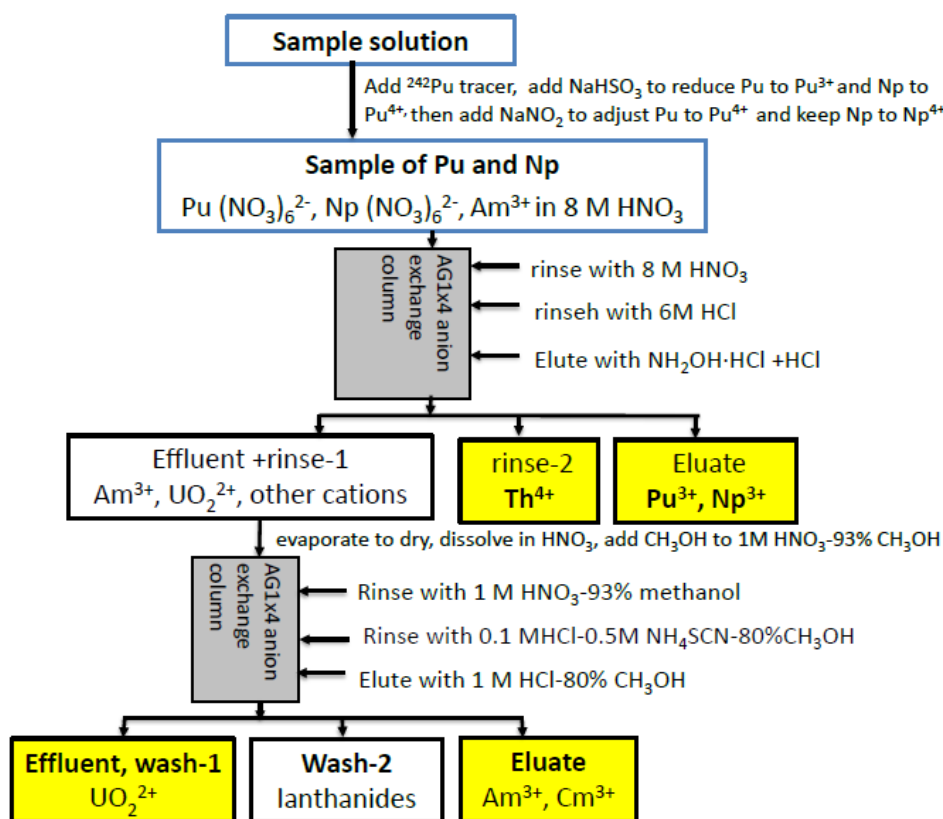 Sample solution
Add ²⁴²Pu tracer, add NaHSO₃ to reduce Pu to Pu³⁺ and Np to
Pu⁴⁺, then add NaNO₂ to adjust Pu to Pu⁴⁺ and keep Np to Np⁴⁺
Sample of Pu and Np
Pu (NO₃)₆²⁻, Np (NO₃)₆²⁻, Am³⁺ in 8 M HNO₃
AG1x4 anion
exchange
column
rinse with 8 M HNO₃
rinseh with 6M HCl
Elute with NH₂OH·HCl +HCl
Effluent +rinse-1
Am³⁺, UO₂²⁺, other cations
rinse-2
Th⁴⁺
Eluate
Pu³⁺, Np³⁺
evaporate to dry, dissolve in HNO₃, add CH₃OH to 1M HNO₃-93% CH₃OH
AG1x4 anion
exchange
column
Rinse with 1 M HNO₃-93% methanol
Rinse with 0.1 MHCl-0.5M NH₄SCN-80%CH₃OH
Elute with 1 M HCl-80% CH₃OH
Effluent, wash-1
UO₂²⁺
Wash-2
lanthanides
Eluate
Am³⁺, Cm³⁺